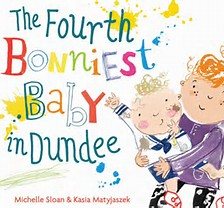 The Fourth
BONNIEST
BABY
in DUNDEE
Michelle Sloan & Kasia Matyjaszek